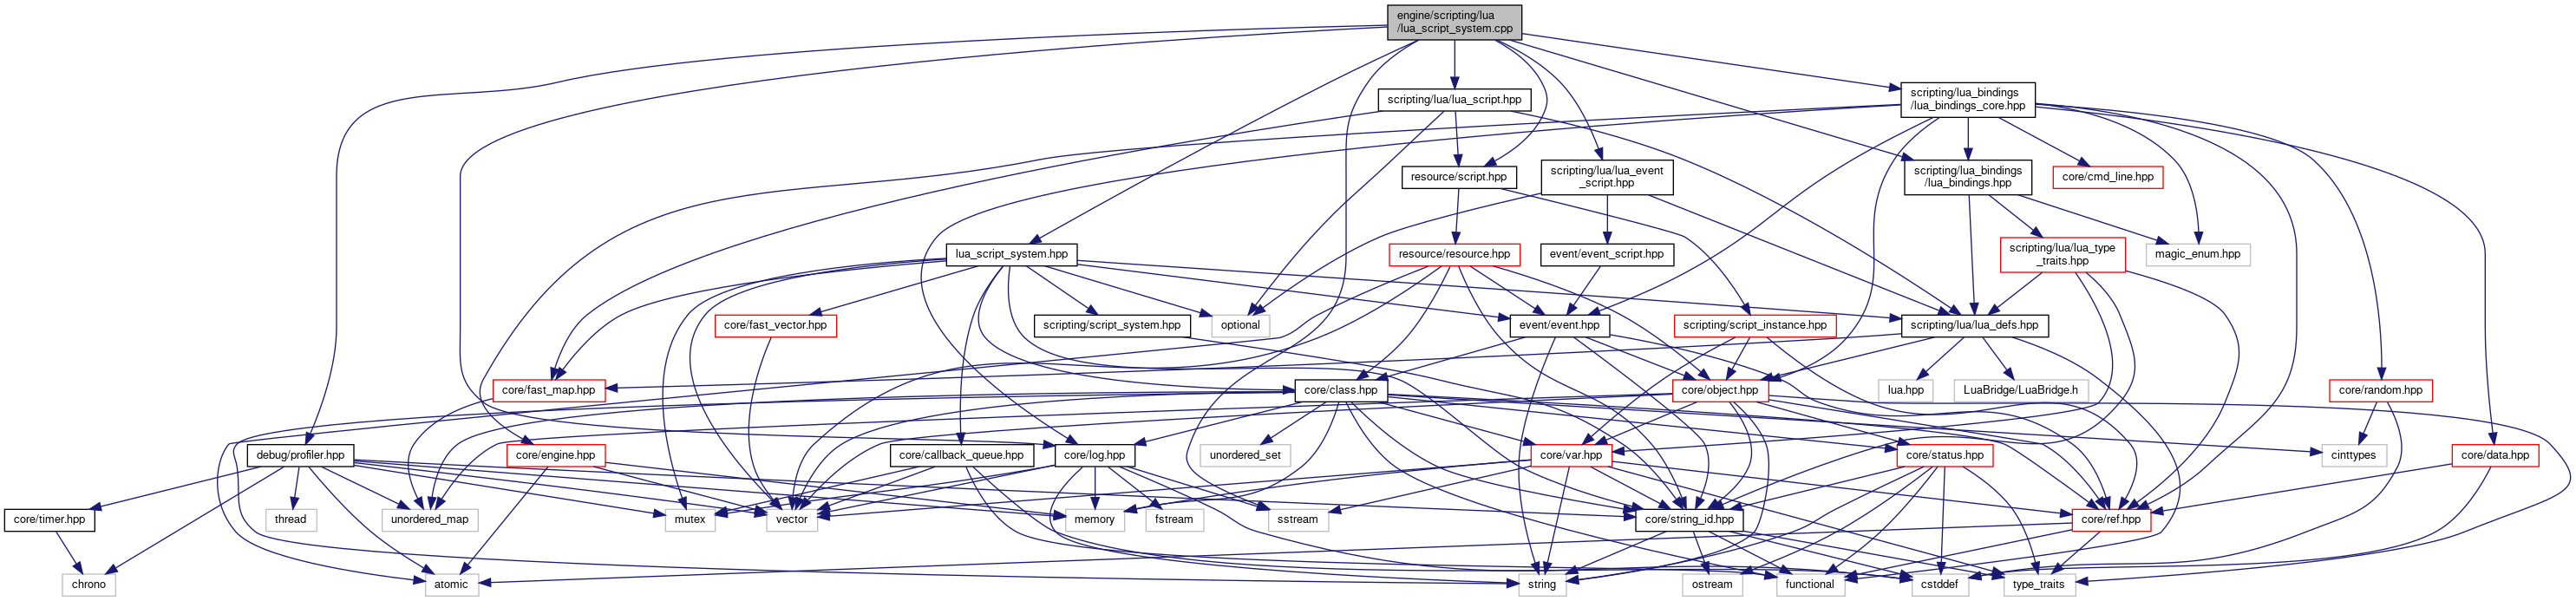 engine/scripting/lua
/lua_script_system.cpp
scripting/lua/lua_script.hpp
scripting/lua_bindings
/lua_bindings_core.hpp
resource/script.hpp
scripting/lua/lua_event
_script.hpp
scripting/lua_bindings
/lua_bindings.hpp
core/cmd_line.hpp
lua_script_system.hpp
resource/resource.hpp
event/event_script.hpp
scripting/lua/lua_type
_traits.hpp
magic_enum.hpp
core/fast_vector.hpp
scripting/script_system.hpp
optional
event/event.hpp
scripting/script_instance.hpp
scripting/lua/lua_defs.hpp
core/fast_map.hpp
core/class.hpp
core/object.hpp
lua.hpp
LuaBridge/LuaBridge.h
core/random.hpp
debug/profiler.hpp
core/engine.hpp
core/callback_queue.hpp
core/log.hpp
unordered_set
core/var.hpp
core/status.hpp
cinttypes
core/data.hpp
core/timer.hpp
thread
unordered_map
mutex
vector
memory
fstream
sstream
core/string_id.hpp
core/ref.hpp
chrono
atomic
string
ostream
functional
cstddef
type_traits